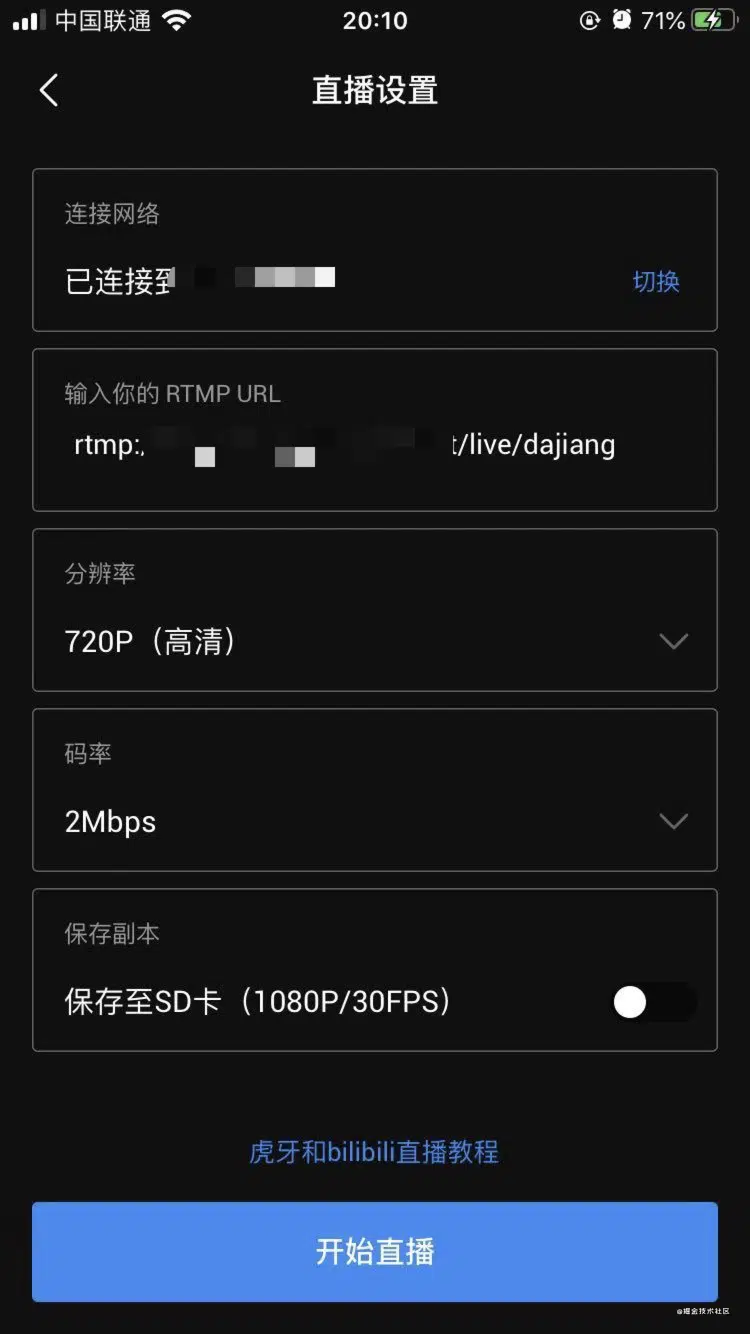 中国联通 20:10 71%
直播设置
连接网络
已连接到
切换
输入你的 RTMP URL
rtmp:/ t/live/dajiang
分辨率
720P（高清）
码率
2Mbps
保存副本
保存至SD卡（1080P/30FPS）
虎牙和bilibili直播教程
开始直播
@掘金技术社区